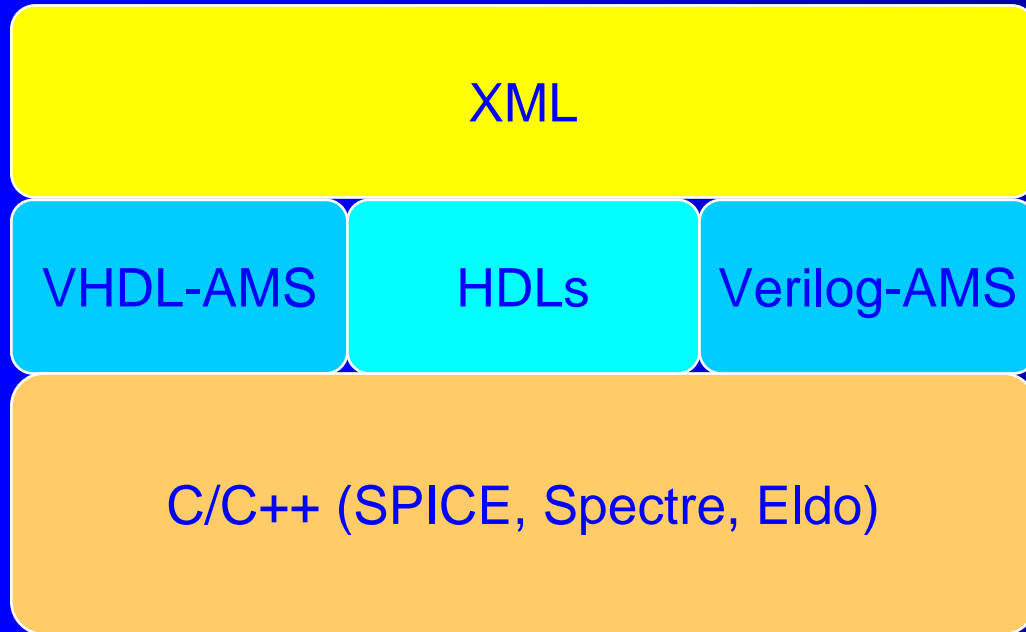 XML
VHDL-AMS HDLs Verilog-AMS
C/C++ (SPICE, Spectre, Eldo)